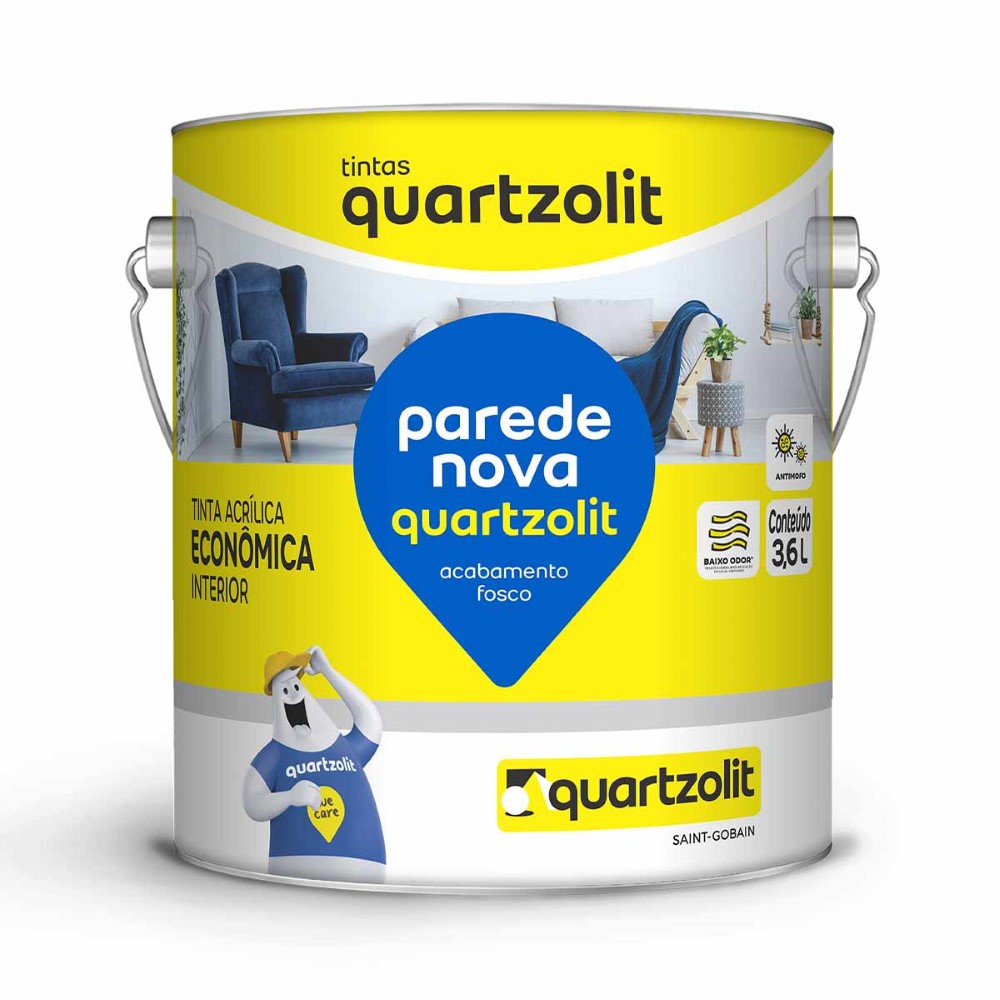 tintas
quartzolit
parede
nova
quartzolit
acabamento
fosco
TINTA ACRÍLICA
ECONÔMICA
INTERIOR
ANTIMOFO
BAIXO ODOR*
Conteúdo
3,6 L
quartzolit
we
care
quartzolit
SAINT-GOBAIN